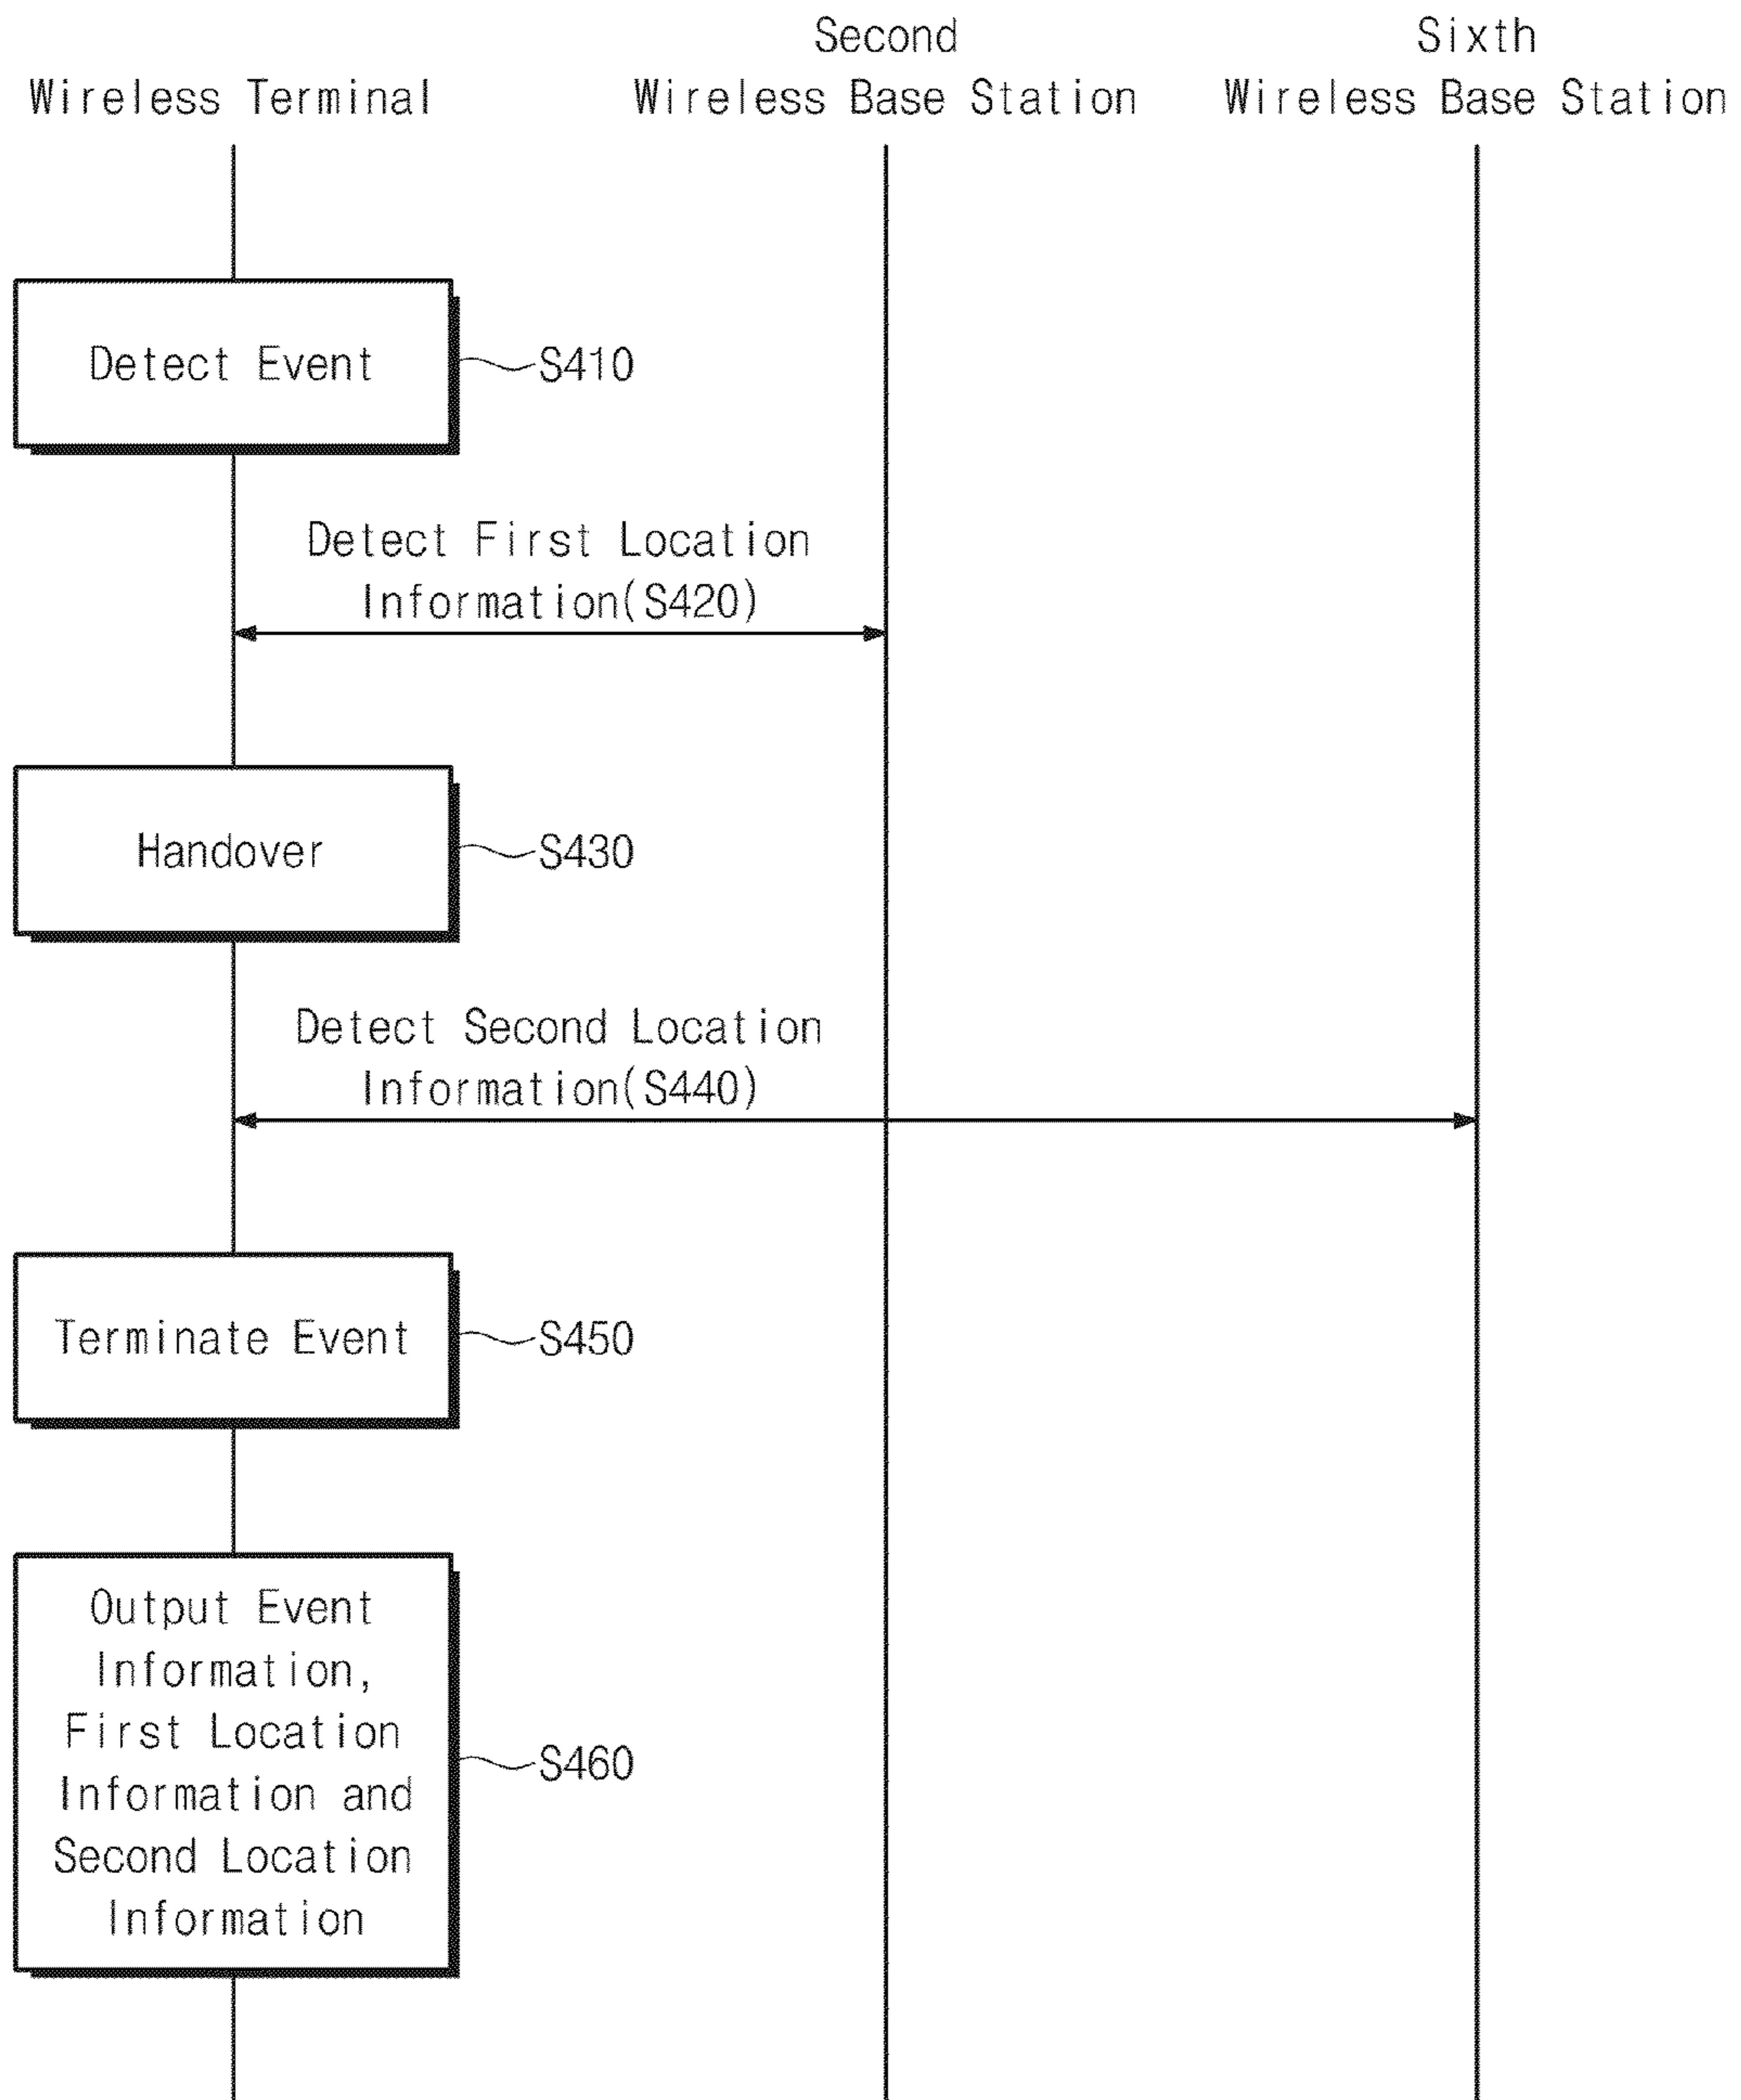 Second
Sixth
Wireless Terminal
Wireless Base Station
Wireless Base Station
Detect Event
S410
Detect First Location
Information(S420)
Handover
S430
Detect Second Location
Information(S440)
Terminate Event
S450
Output Event
Information,
First Location
Information and
Second Location
Information
S460